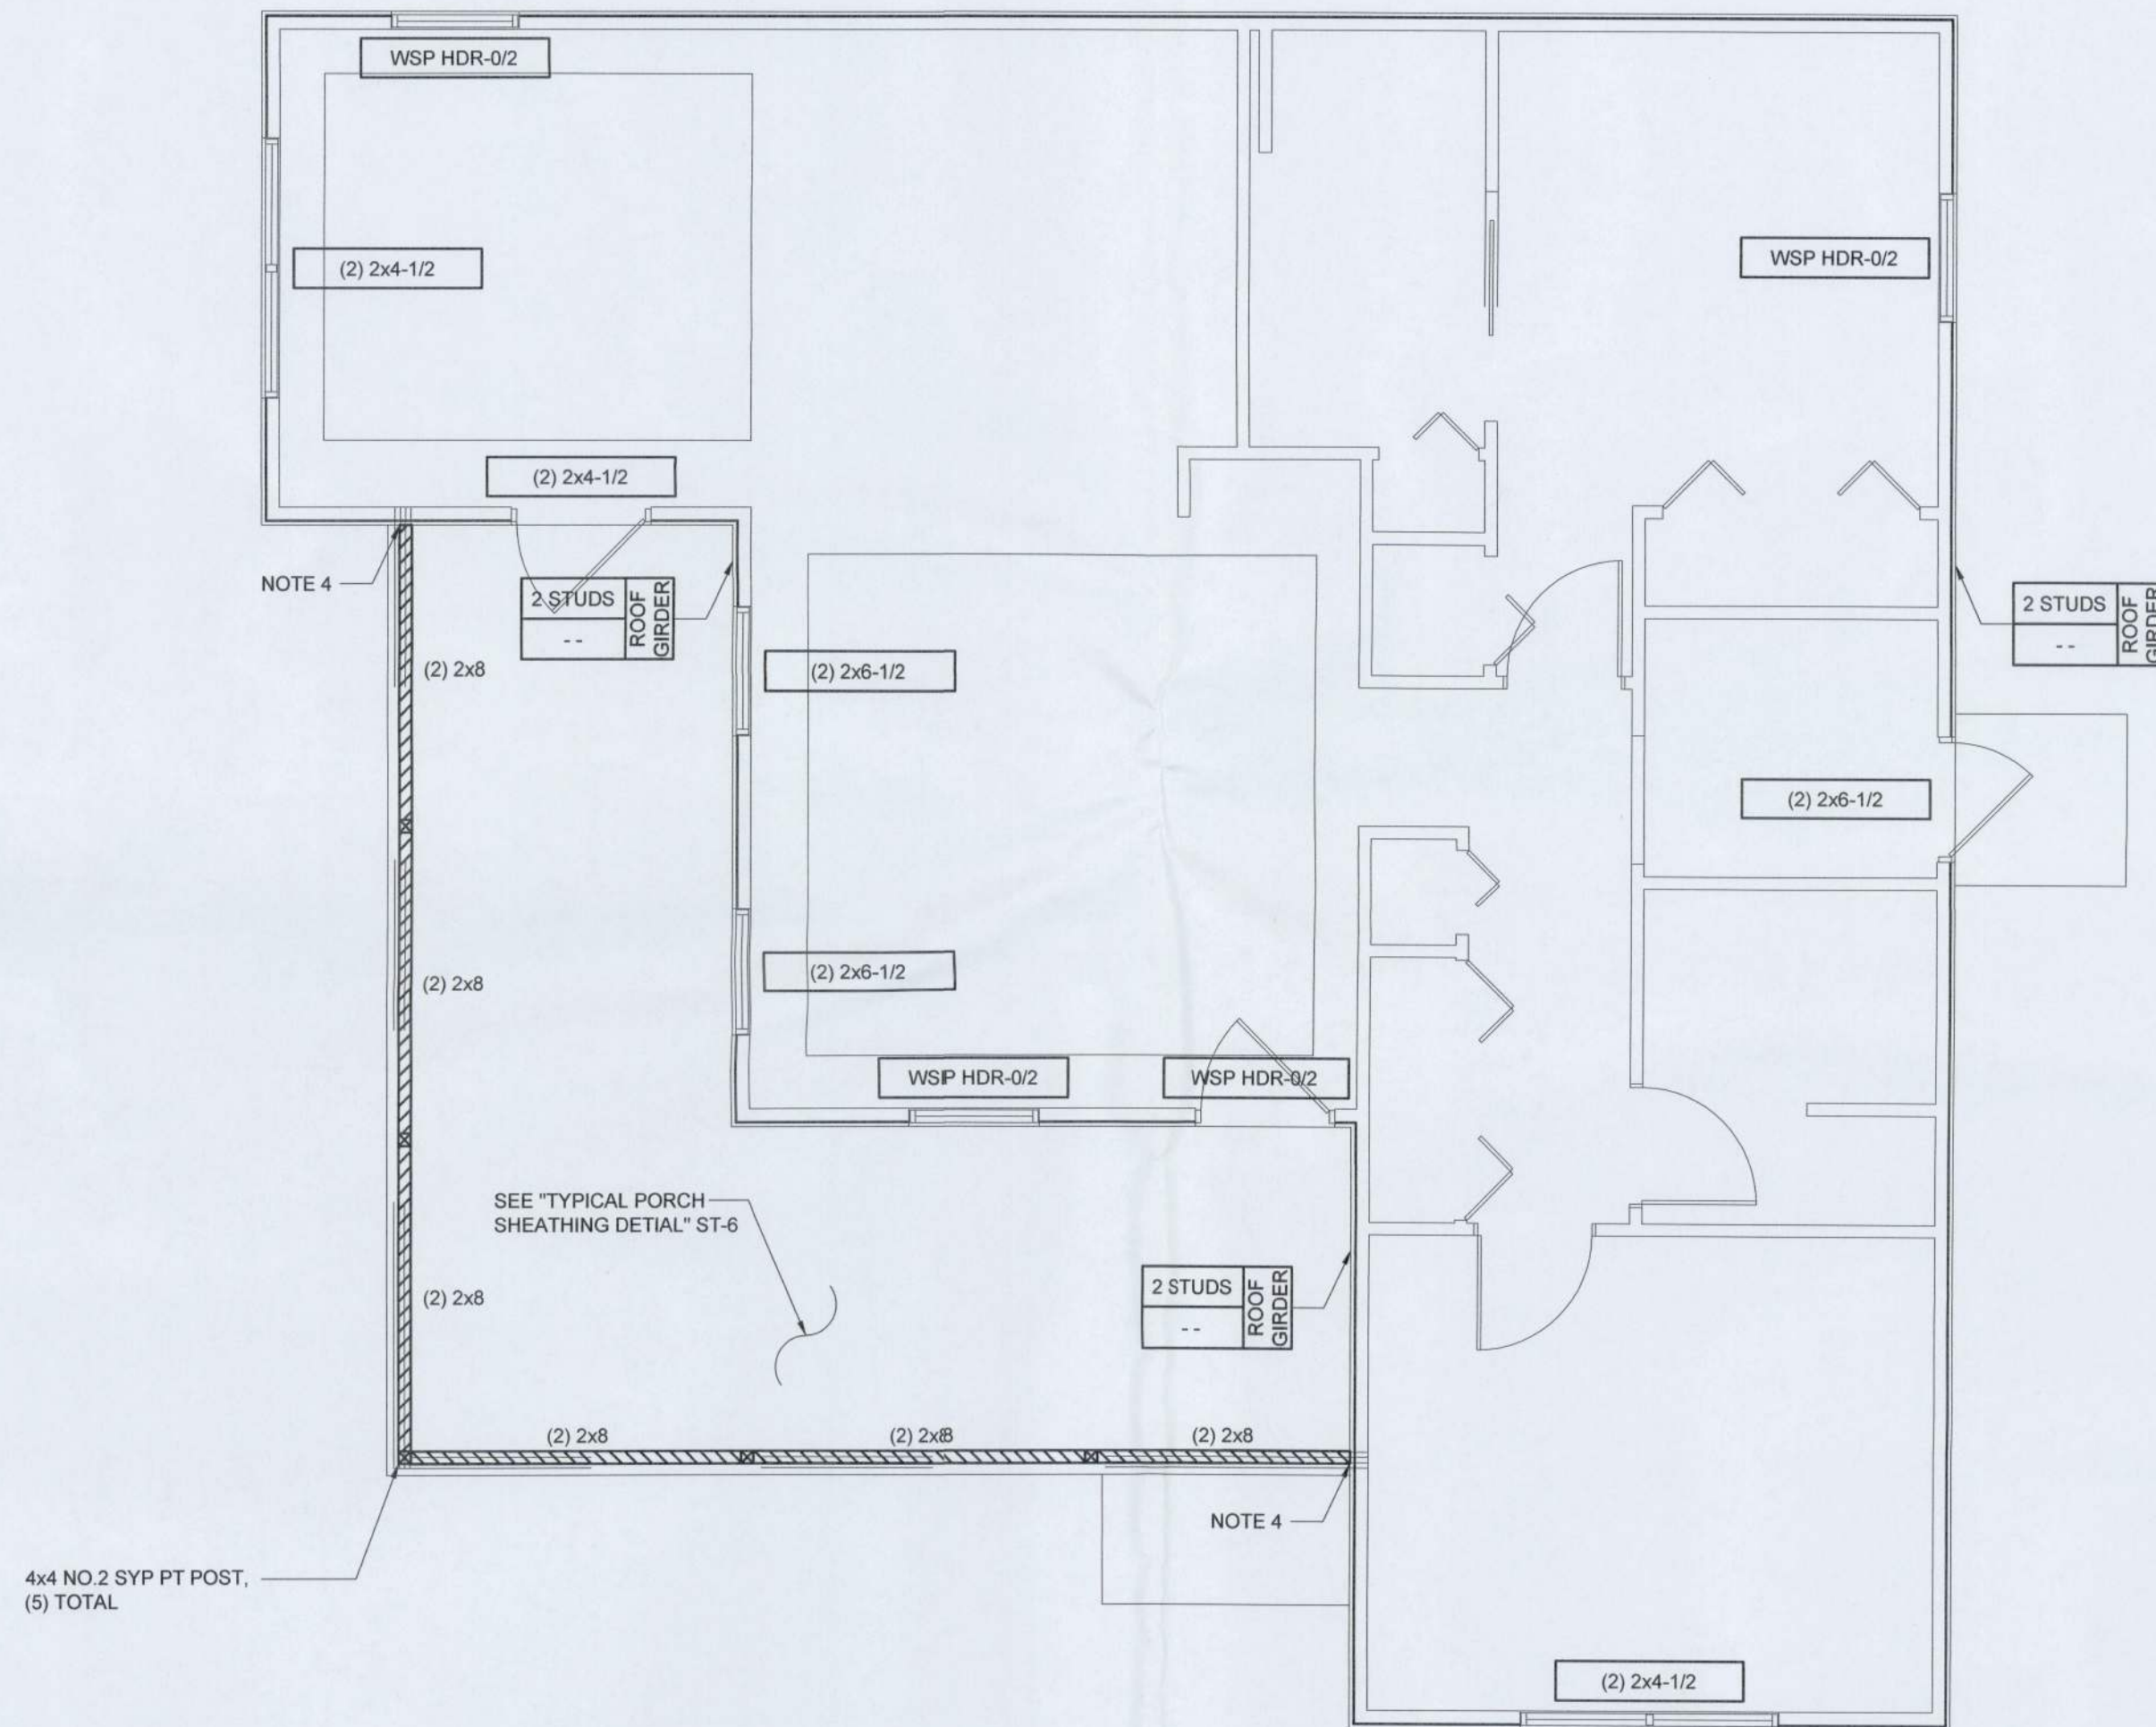 WSP HDR-0/2
(2) 2x4-1/2
WSP HDR-0/2
(2) 2x4-1/2
NOTE 4
2 STUDS
- -
ROOF
GIRDER
2 STUDS
- -
ROOF
GIRDER
(2) 2x8
(2) 2x6-1/2
(2) 2x6-1/2
(2) 2x8
(2) 2x6-1/2
WSP HDR-0/2
WSP HDR-0/2
SEE "TYPICAL PORCH
SHEATHING DETIAL" ST-6
(2) 2x8
2 STUDS
- -
ROOF
GIRDER
(2) 2x8
(2) 2x8
(2) 2x8
NOTE 4
4x4 NO.2 SYP PT POST,
(5) TOTAL
(2) 2x4-1/2